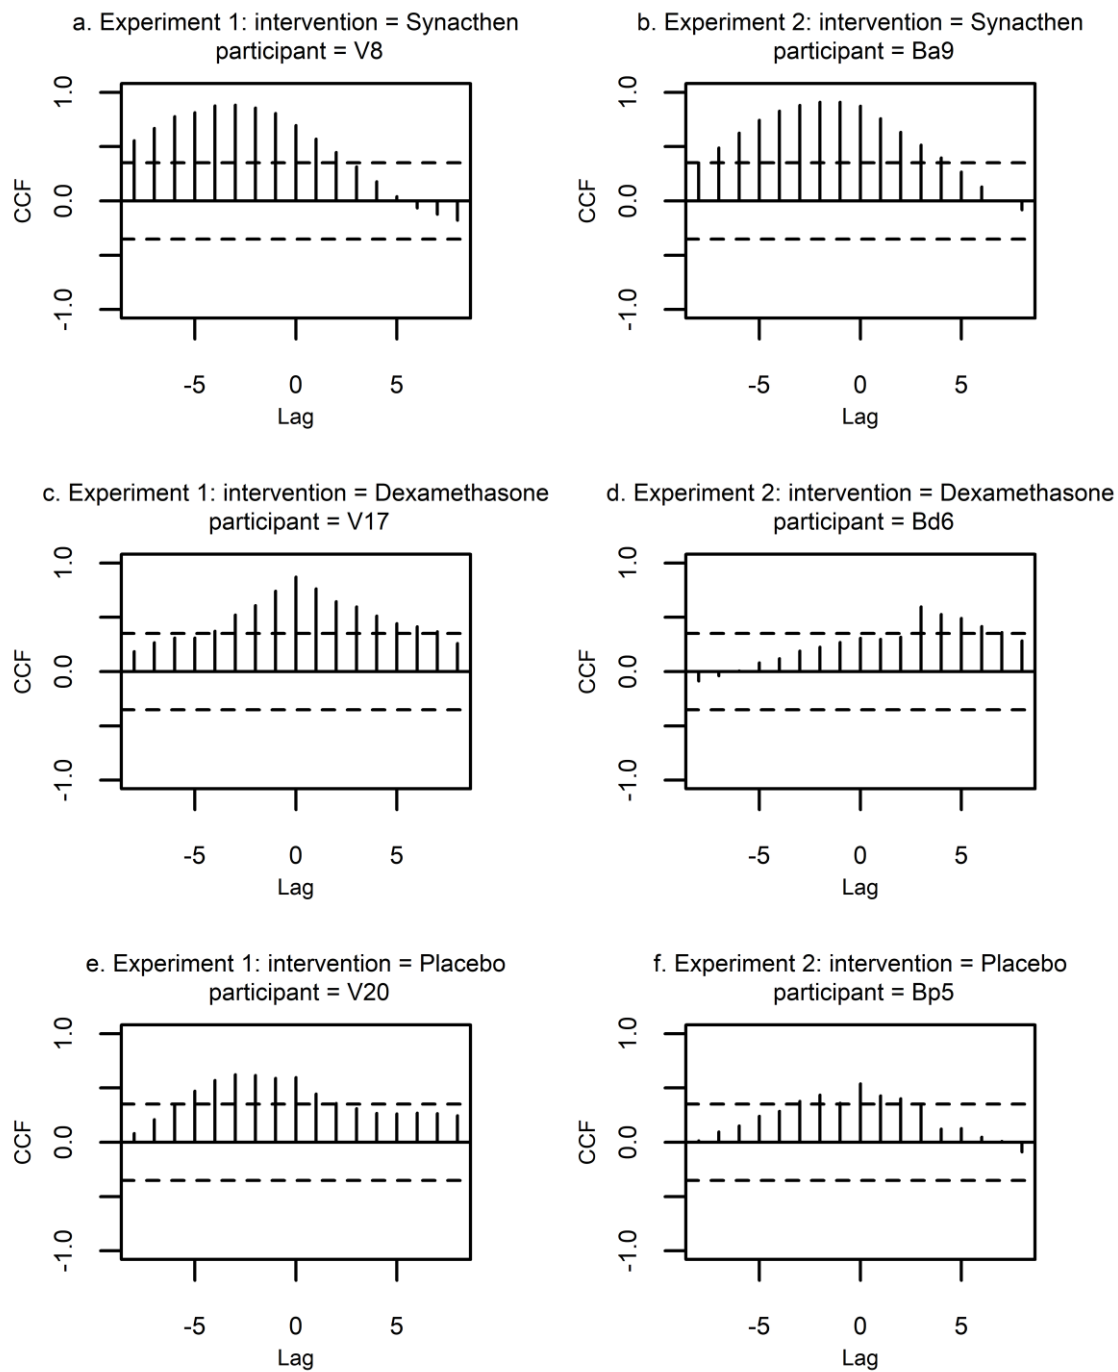 a. Experiment 1: intervention = Synacthen
participant = V8
1.0
0.0
-1.0
CCF
-5 0 5
Lag
b. Experiment 2: intervention = Synacthen
participant = Ba9
1.0
0.0
-1.0
CCF
-5 0 5
Lag
c. Experiment 1: intervention = Dexamethasone
participant = V17
1.0
0.0
-1.0
CCF
-5 0 5
Lag
d. Experiment 2: intervention = Dexamethasone
participant = Bd6
1.0
0.0
-1.0
CCF
-5 0 5
Lag
e. Experiment 1: intervention = Placebo
participant = V20
1.0
0.0
-1.0
CCF
-5 0 5
Lag
f. Experiment 2: intervention = Placebo
participant = Bp5
1.0
0.0
-1.0
CCF
-5 0 5
Lag